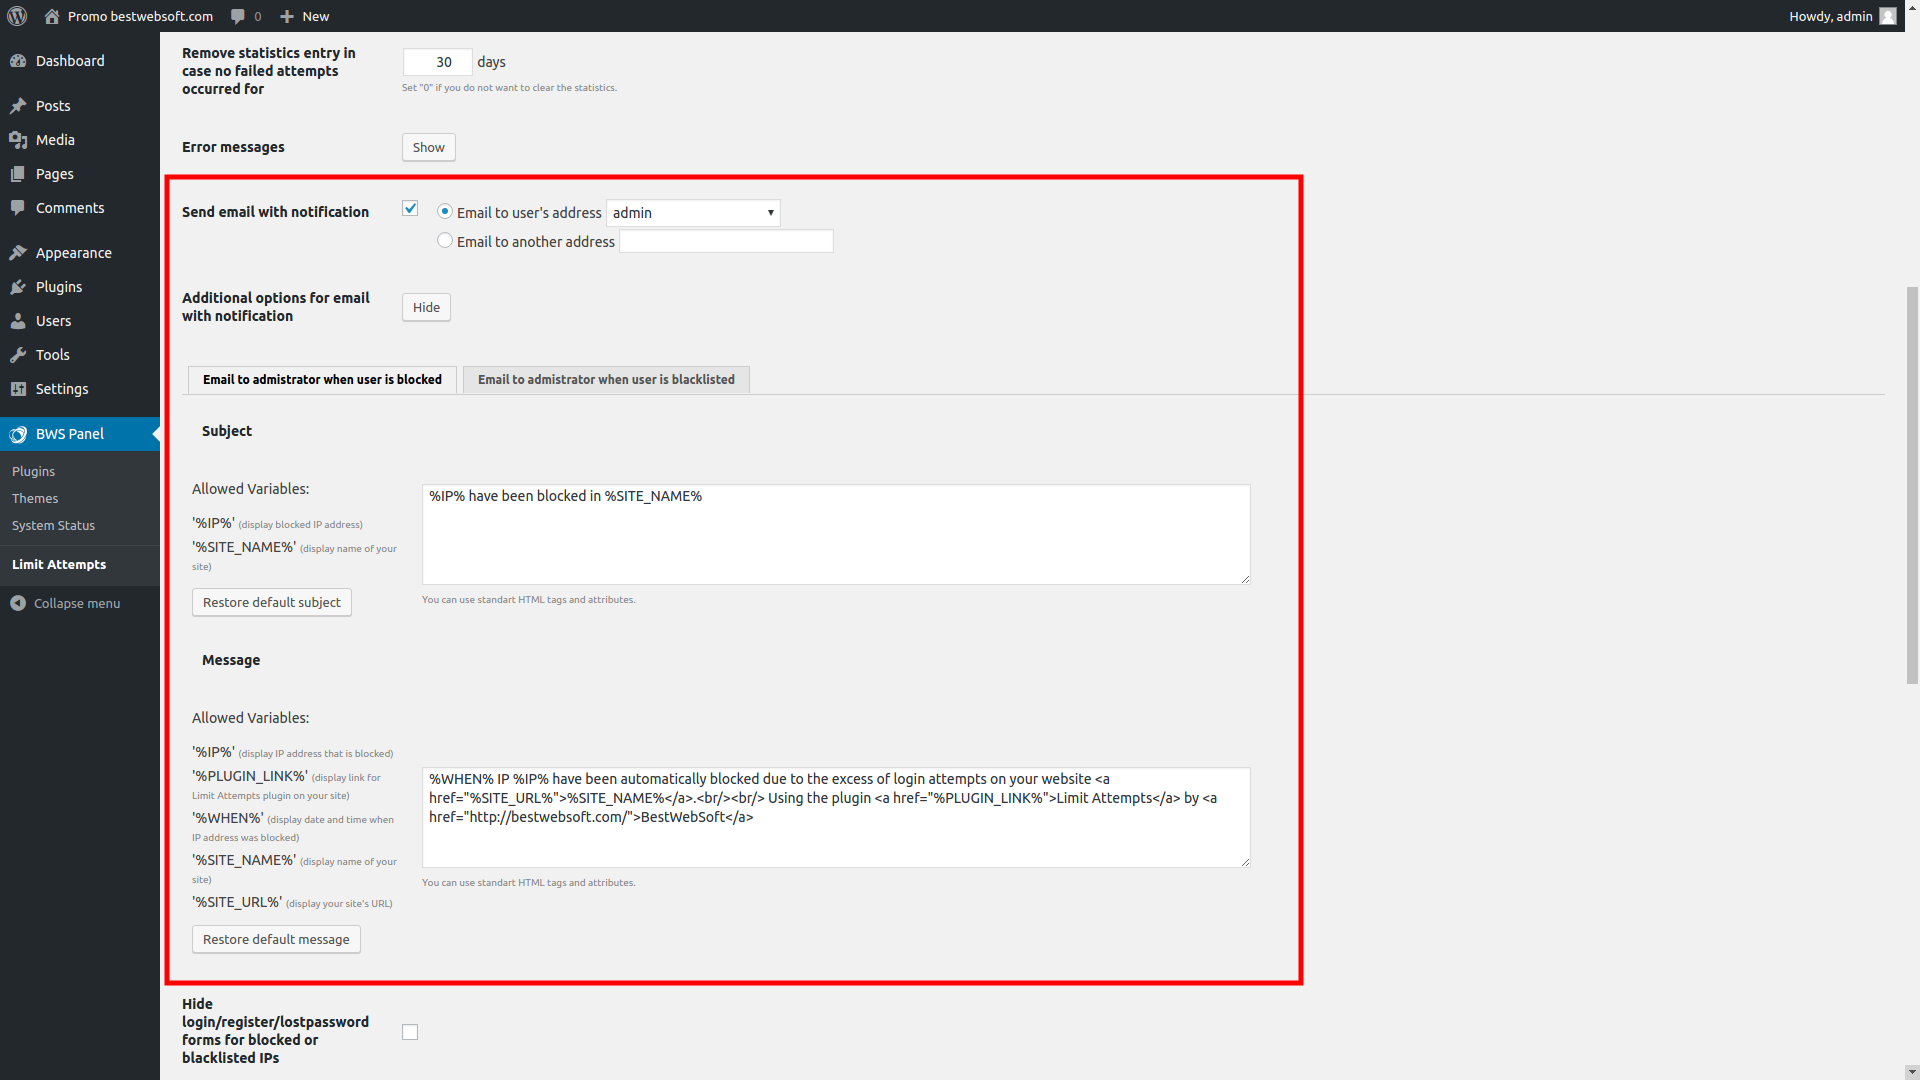 Promo bestwebsoft.com 0 New Howdy, admin
Dashboard
Posts
Media
Pages
Comments
Appearance
Plugins
Users
Tools
Settings
BWS Panel
Plugins
Themes
System Status
Limit Attempts
Collapse menu
Remove statistics entry in
case no failed attempts
occurred for
30 days
Set "0" if you do not want to clear the statistics.
Error messages
Show
Send email with notification
Email to user's address admin
Email to another address
Additional options for email
with notification
Hide
Email to admistrator when user is blocked
Email to admistrator when user is blacklisted
Subject
Allowed Variables:
'%IP%' (display blocked IP address)
'%SITE_NAME%' (display name of your
site)
Restore default subject
%IP% have been blocked in %SITE_NAME%
You can use standart HTML tags and attributes.
Message
Allowed Variables:
'%IP%' (display IP address that is blocked)
'%PLUGIN_LINK%' (display link for
Limit Attempts plugin on your site)
'%WHEN%' (display date and time when
IP address was blocked)
'%SITE_NAME%' (display name of your
site)
'%SITE_URL%' (display your site's URL)
Restore default message
%WHEN% IP %IP% have been automatically blocked due to the excess of login attempts on your website <a
href="%SITE_URL%">%SITE_NAME%</a>.<br/><br/> Using the plugin <a href="%PLUGIN_LINK%">Limit Attempts</a> by <a
href="http://bestwebsoft.com/">BestWebSoft</a>
You can use standart HTML tags and attributes.
Hide
login/register/lostpassword
forms for blocked or
blacklisted IPs